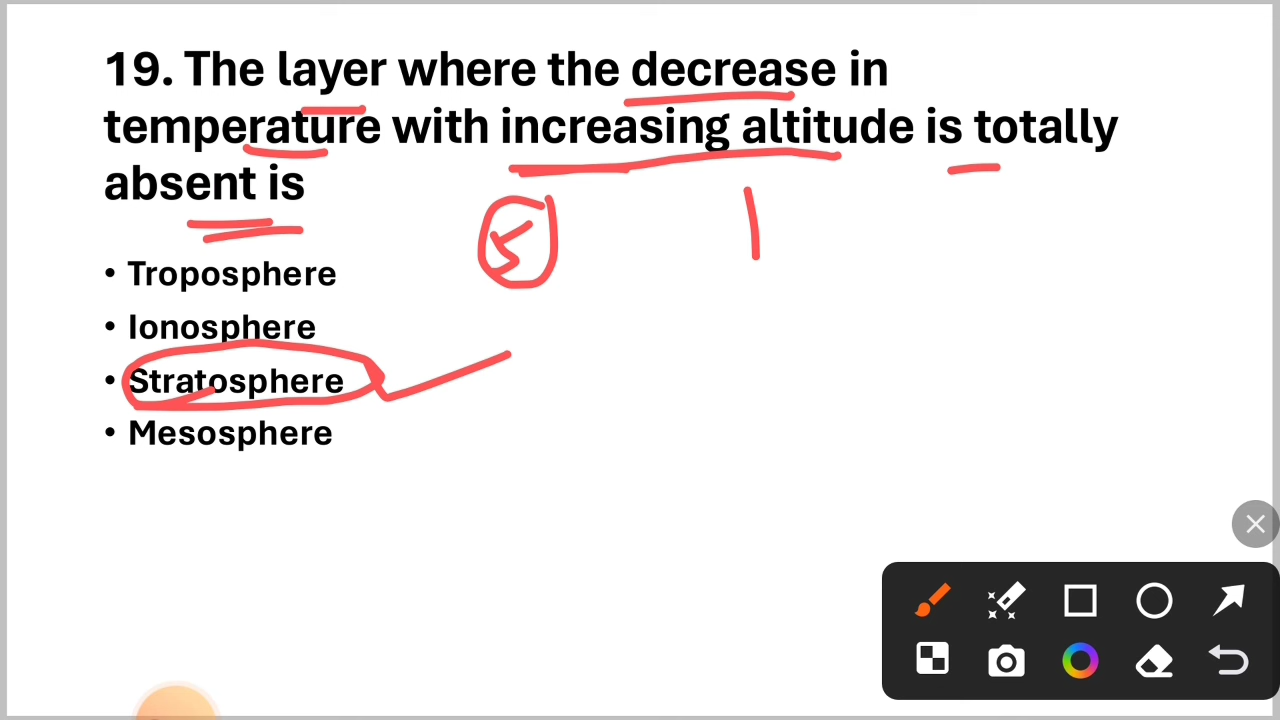 19. The layer where the decrease in
temperature with increasing altitude is totally
absent is
5
• Troposphere
• Ionosphere
• Stratosphere
• Mesosphere